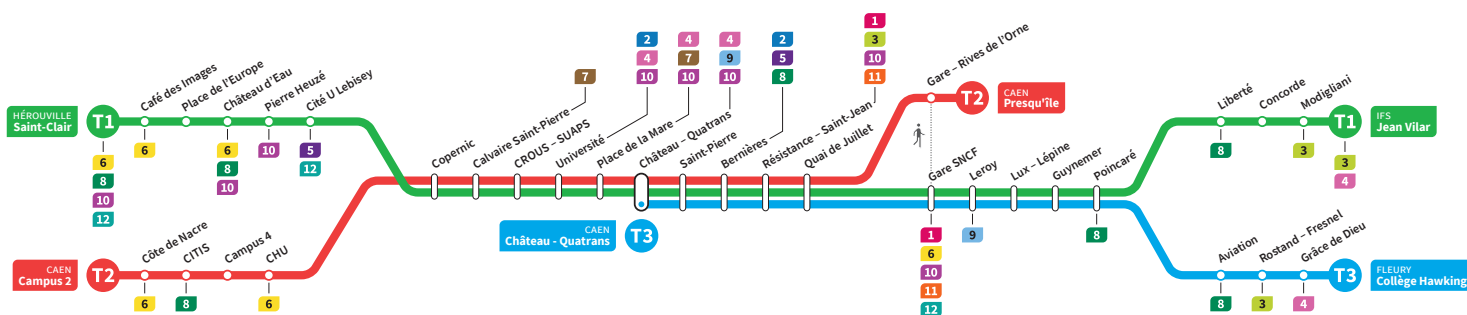 HÉROUVILLE
Saint-Clair
T1
6
8
10
12
Café des Images
6
Place de l'Europe
Château d'Eau
6
8
10
Pierre Heuzé
10
Cité U Lebisey
5
12
CAEN
Campus 2
T2
Côte de Nacre
6
CITIS
8
Campus 4
CHU
6
Copernic
Calvaire Saint-Pierre
7
CROUS – SUAPS
Université
2
4
10
Place de la Mare
4
7
10
Château – Quatrans
4
9
10
CAEN
Château - Quatrans
T3
Saint-Pierre
Bernières
2
5
8
Résistance – Saint-Jean
1
3
10
11
Quai de Juillet
Gare – Rives de l'Orne
T2
CAEN
Presqu'île
Gare SNCF
1
6
10
11
12
Leroy
9
Lux – Lépine
Guynemer
Poincaré
8
Liberté
8
Concorde
Modigliani
3
T1
3
4
IFS
Jean Vilar
Aviation
8
Rostand – Fresnel
3
Grâce de Dieu
4
T3
FLEURY
Collège Hawking